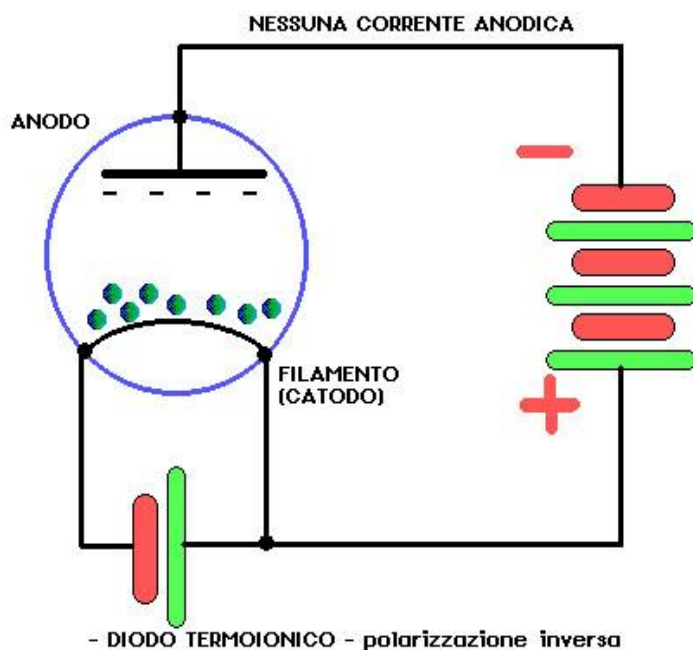 NESSUNA CORRENTE ANODICA
ANODO
-
- - - -
FILAMENTO
(CATODO)
+
- DIODO TERMOIONICO - polarizzazione inversa